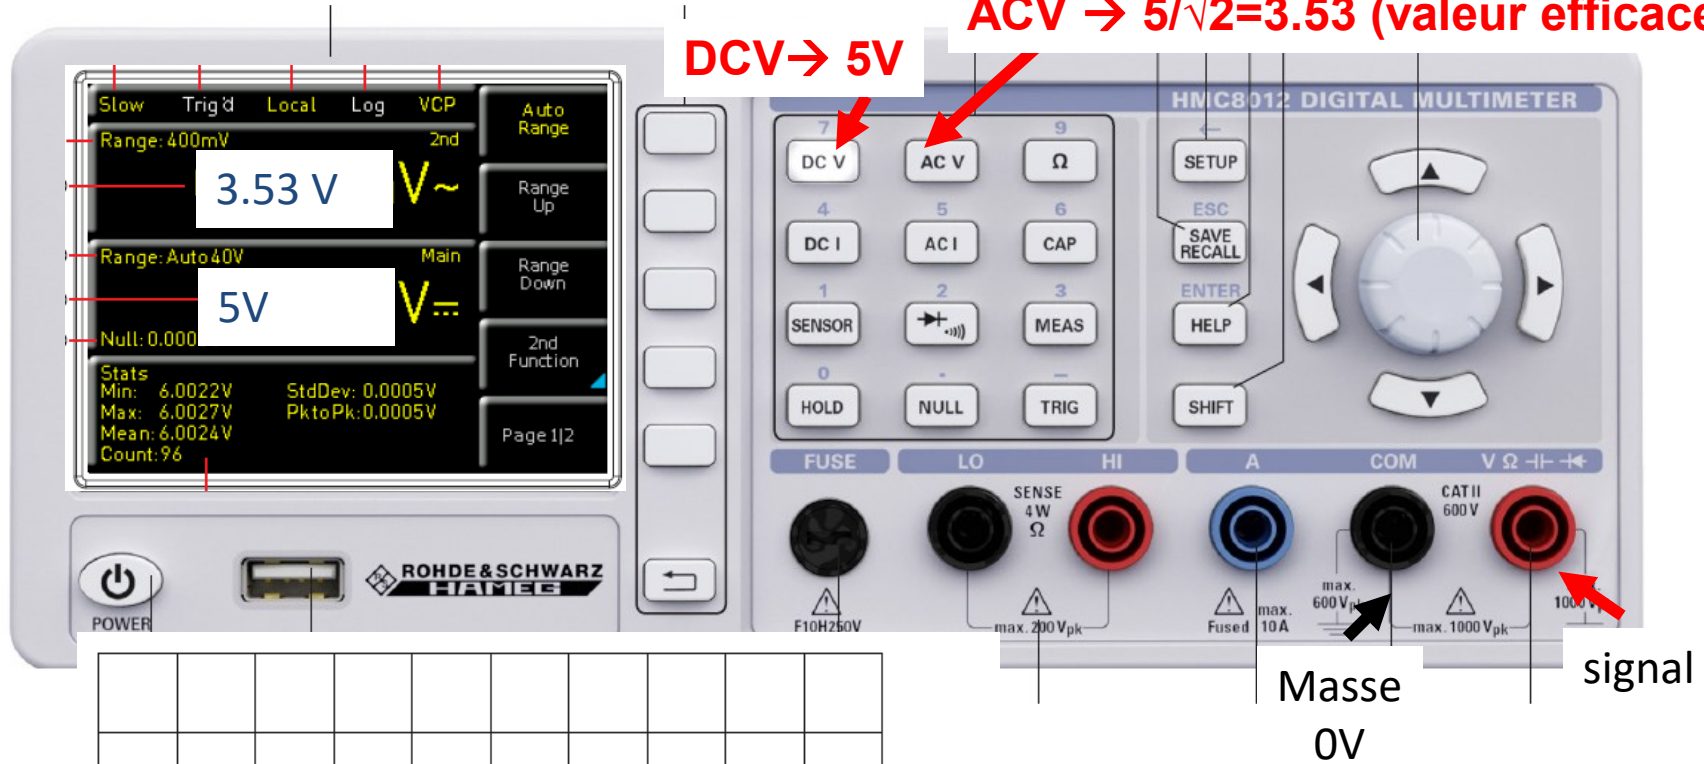 ACV → 5/√2=3.53 (valeur efficace
DCV→ 5V
HMC8012 DIGITAL MULTIMETER
Slow Trig'd Local Log VCP
Auto
Range
Range: 400mV 2nd
3.53 V V~
Range
Up
Range: Auto 40V Main
5V V
Range
Down
Null: 0.000
2nd
Function
Stats
Min: 6.0022V StdDev: 0.0005V
Max: 6.0027V PktoPk: 0.0005V
Mean: 6.0024V
Count: 96
Page 1|2
7 9 ←
DC V AC V Ω SETUP
4 5 6 ESC
DC I AC I CAP SAVE
RECALL
1 2 3 ENTER
SENSOR MEAS HELP
0 . –
HOLD NULL TRIG SHIFT
FUSE LO HI A COM V Ω
SENSE
4 W
Ω
CAT II
600 V
F10H250V
max. 200 Vpk
max.
Fused 10 A
max.
600 Vpk
max. 1000 Vpk
POWER
ROHDE&SCHWARZ
HAMEG
Masse
0V
signal